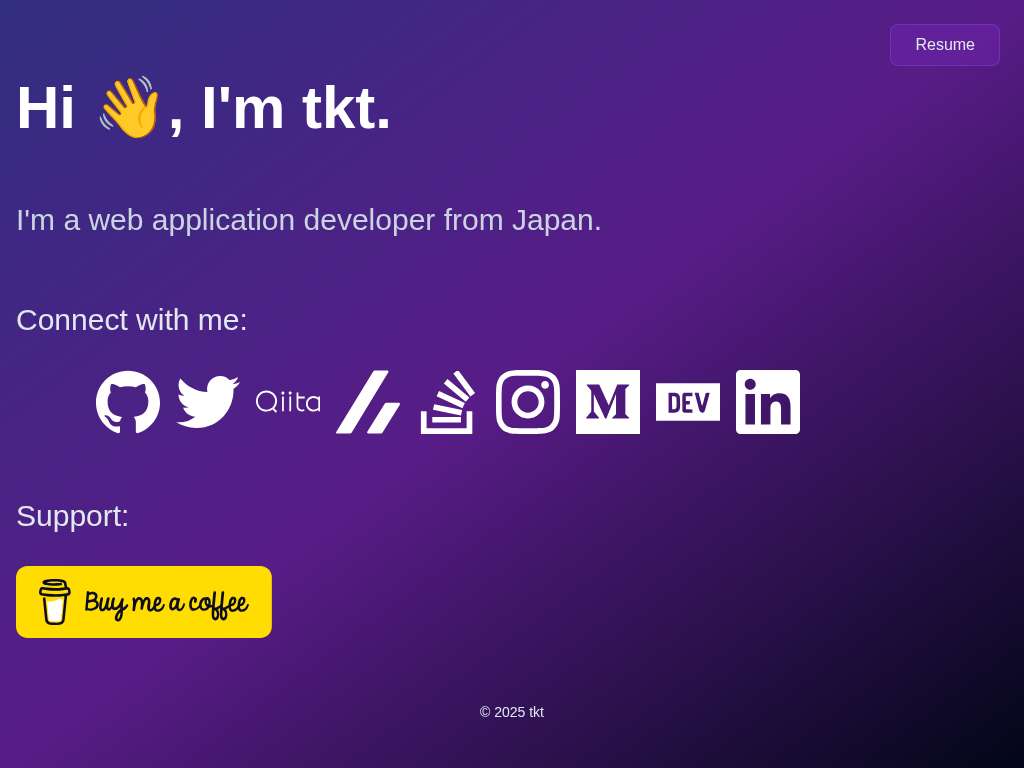 Resume
Hi 👋, I'm tkt.
I'm a web application developer from Japan.
Connect with me:
Qiita
M
DEV
in
Support:
Buy me a coffee
© 2025 tkt